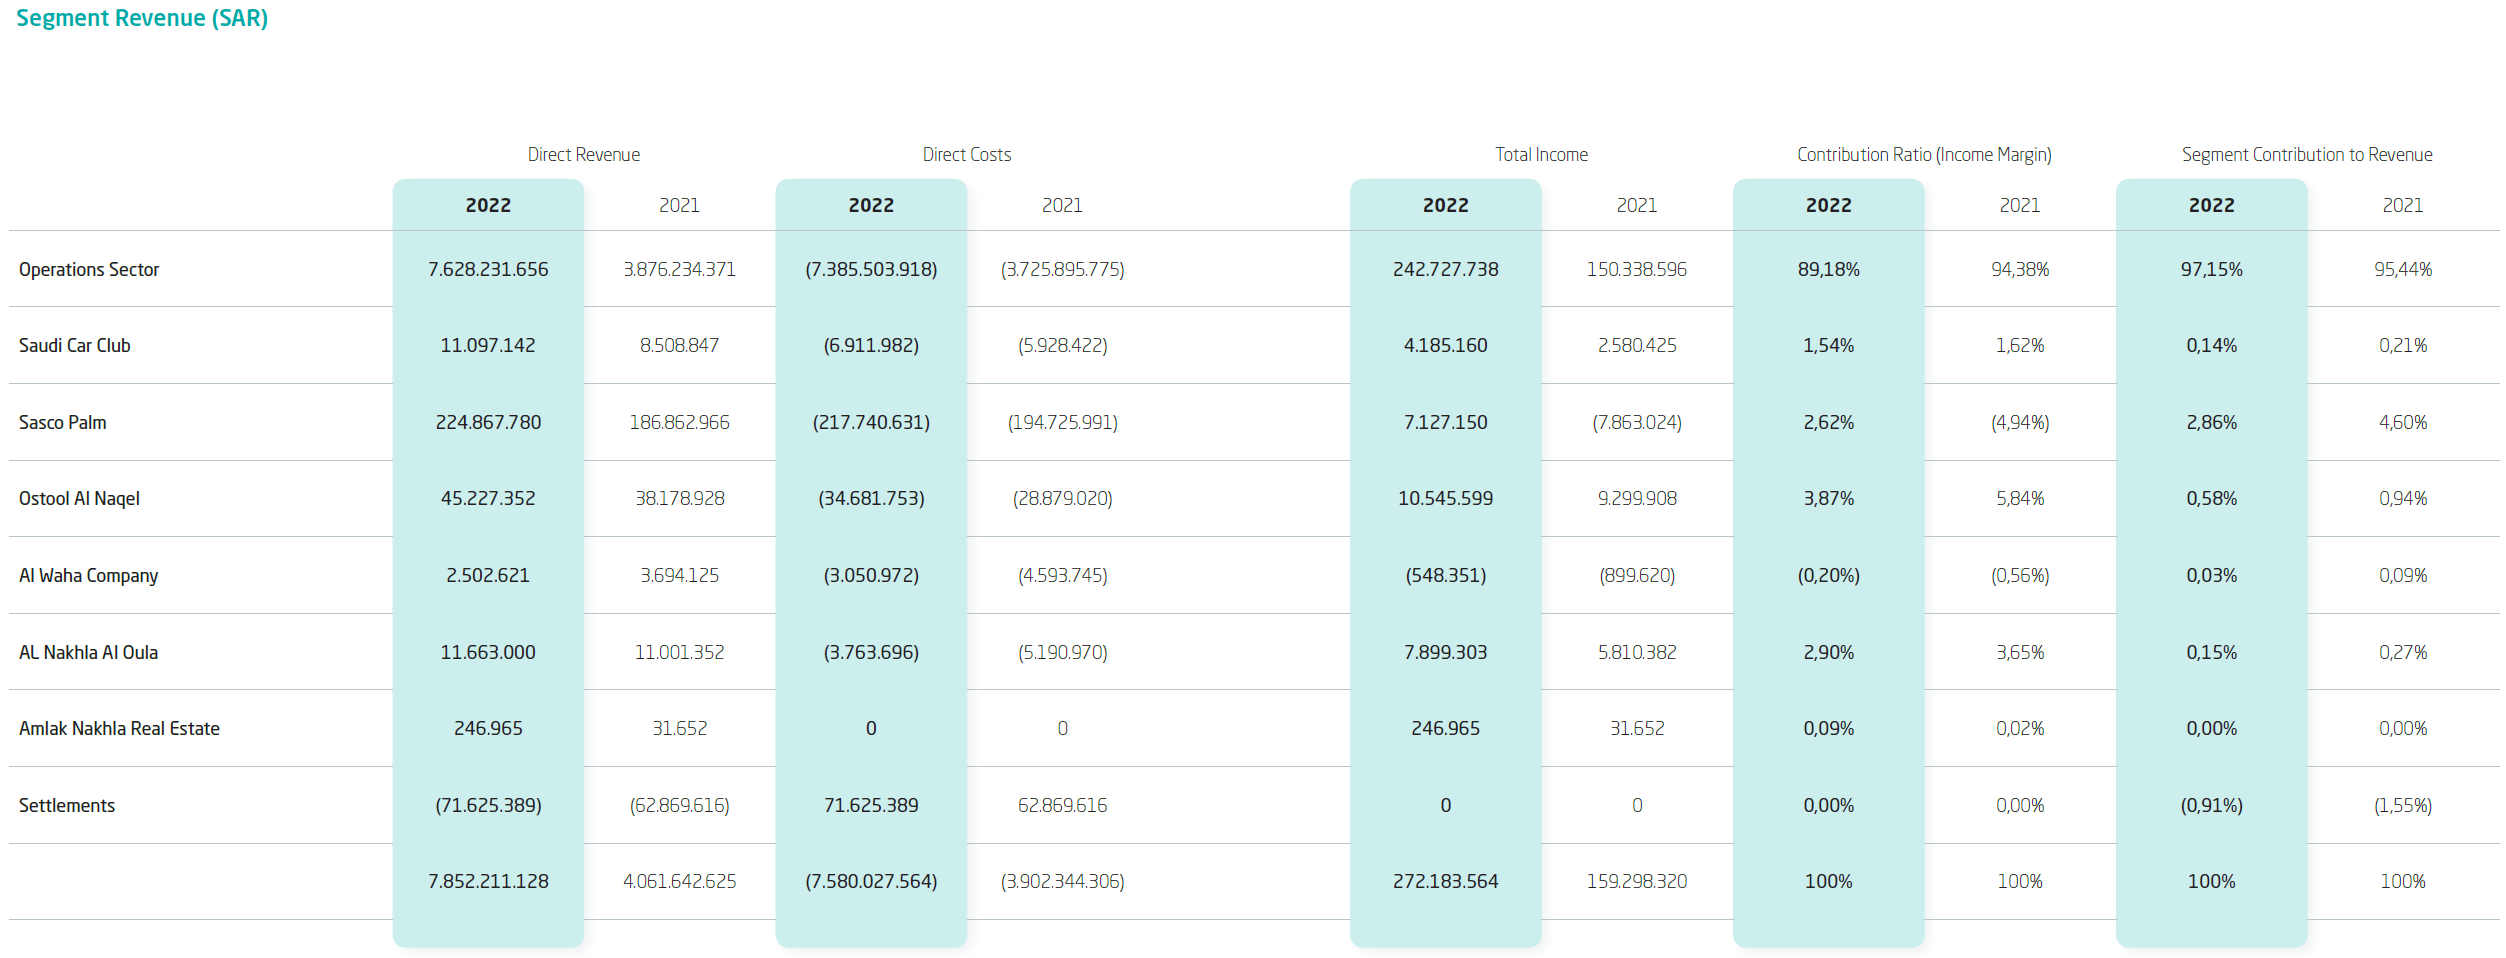 Segment Revenue (SAR)
Direct Revenue Direct Costs Total Income Contribution Ratio (Income Margin) Segment Contribution to Revenue
2022 2021 2022 2021 2022 2021 2022 2021 2022 2021
Operations Sector 7.628.231.656 3.876.234.371 (7.385.503.918) (3.725.895.775) 242.727.738 150.338.596 89,18% 94,38% 97,15% 95,44%
Saudi Car Club 11.097.142 8.508.847 (6.911.982) (5.928.422) 4.185.160 2.580.425 1,54% 1,62% 0,14% 0,21%
Sasco Palm 224.867.780 186.862.966 (217.740.631) (194.725.991) 7.127.150 (7.863.024) 2,62% (4,94%) 2,86% 4,60%
Ostool Al Naqel 45.227.352 38.178.928 (34.681.753) (28.879.020) 10.545.599 9.299.908 3,87% 5,84% 0,58% 0,94%
Al Waha Company 2.502.621 3.694.125 (3.050.972) (4.593.745) (548.351) (899.620) (0,20%) (0,56%) 0,03% 0,09%
AL Nakhla Al Oula 11.663.000 11.001.352 (3.763.696) (5.190.970) 7.899.303 5.810.382 2,90% 3,65% 0,15% 0,27%
Amlak Nakhla Real Estate 246.965 31.652 0 0 246.965 31.652 0,09% 0,02% 0,00% 0,00%
Settlements (71.625.389) (62.869.616) 71.625.389 62.869.616 0 0 0,00% 0,00% (0,91%) (1,55%)
7.852.211.128 4.061.642.625 (7.580.027.564) (3.902.344.306) 272.183.564 159.298.320 100% 100% 100% 100%